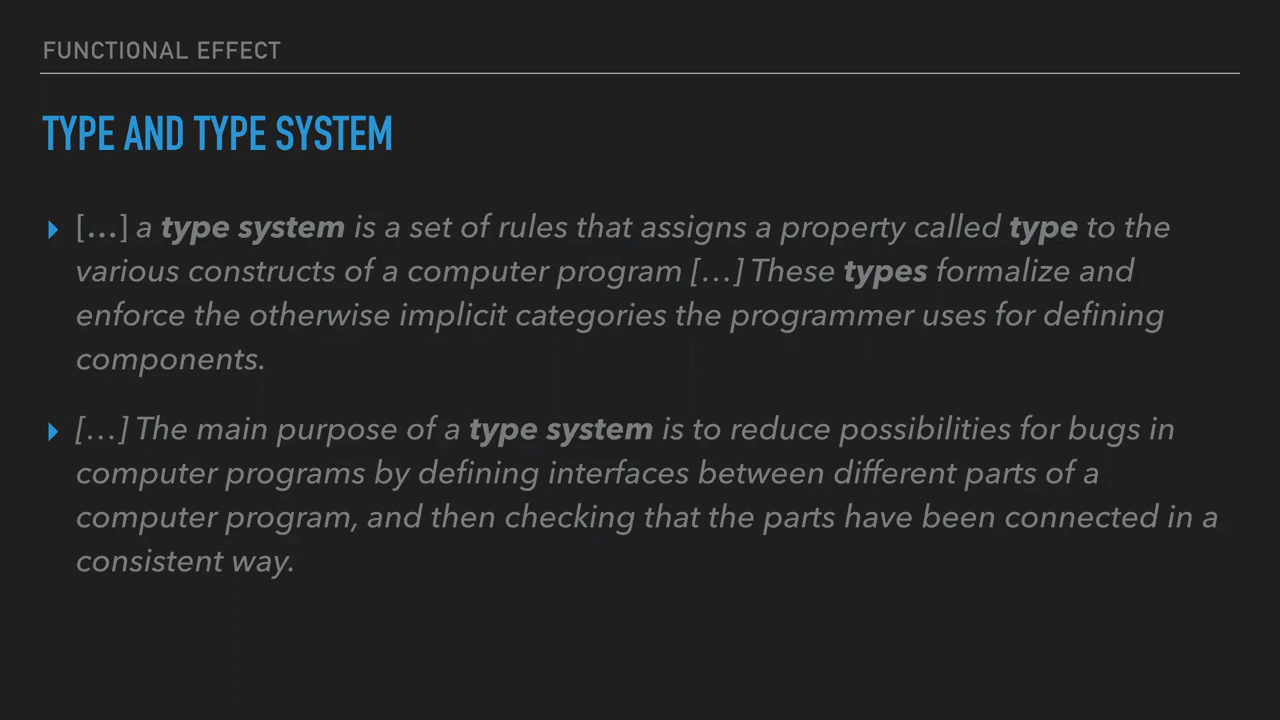 FUNCTIONAL EFFECT
TYPE AND TYPE SYSTEM
[…] a type system is a set of rules that assigns a property called type to the
various constructs of a computer program […] These types formalize and
enforce the otherwise implicit categories the programmer uses for defining
components.
[…] The main purpose of a type system is to reduce possibilities for bugs in
computer programs by defining interfaces between different parts of a
computer program, and then checking that the parts have been connected in a
consistent way.